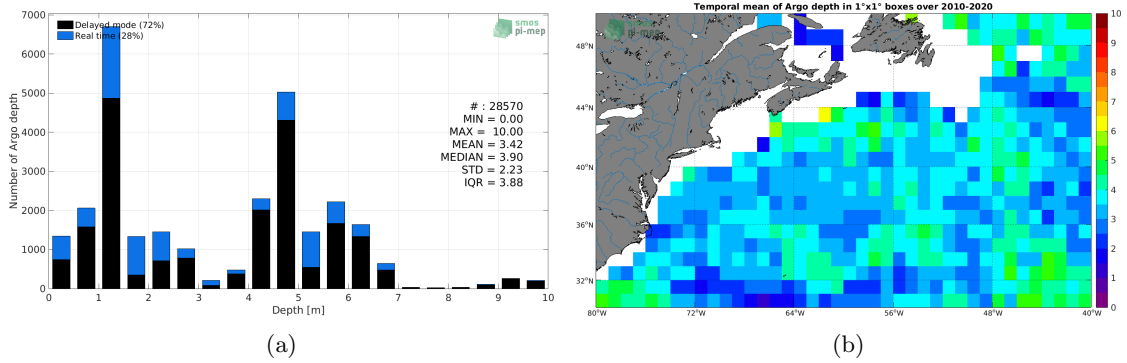 Delayed mode (72%)
Real time (28%)
smos
pi-mep
Number of Argo depth
7000
6000
5000
4000
3000
2000
1000
0
# : 28570
MIN = 0.00
MAX = 10.00
MEAN = 3.42
MEDIAN = 3.90
STD = 2.23
IQR = 3.88
0 1 2 3 4 5 6 7 8 9 10
Depth [m]
(a)
Temporal mean of Argo depth in 1°x1° boxes over 2010-2020
smos
pi-mep
48°N
44°N
40°N
36°N
32°N
80°W 72°W 64°W 56°W 48°W 40°W
10
9
8
7
6
5
4
3
2
1
0
(b)